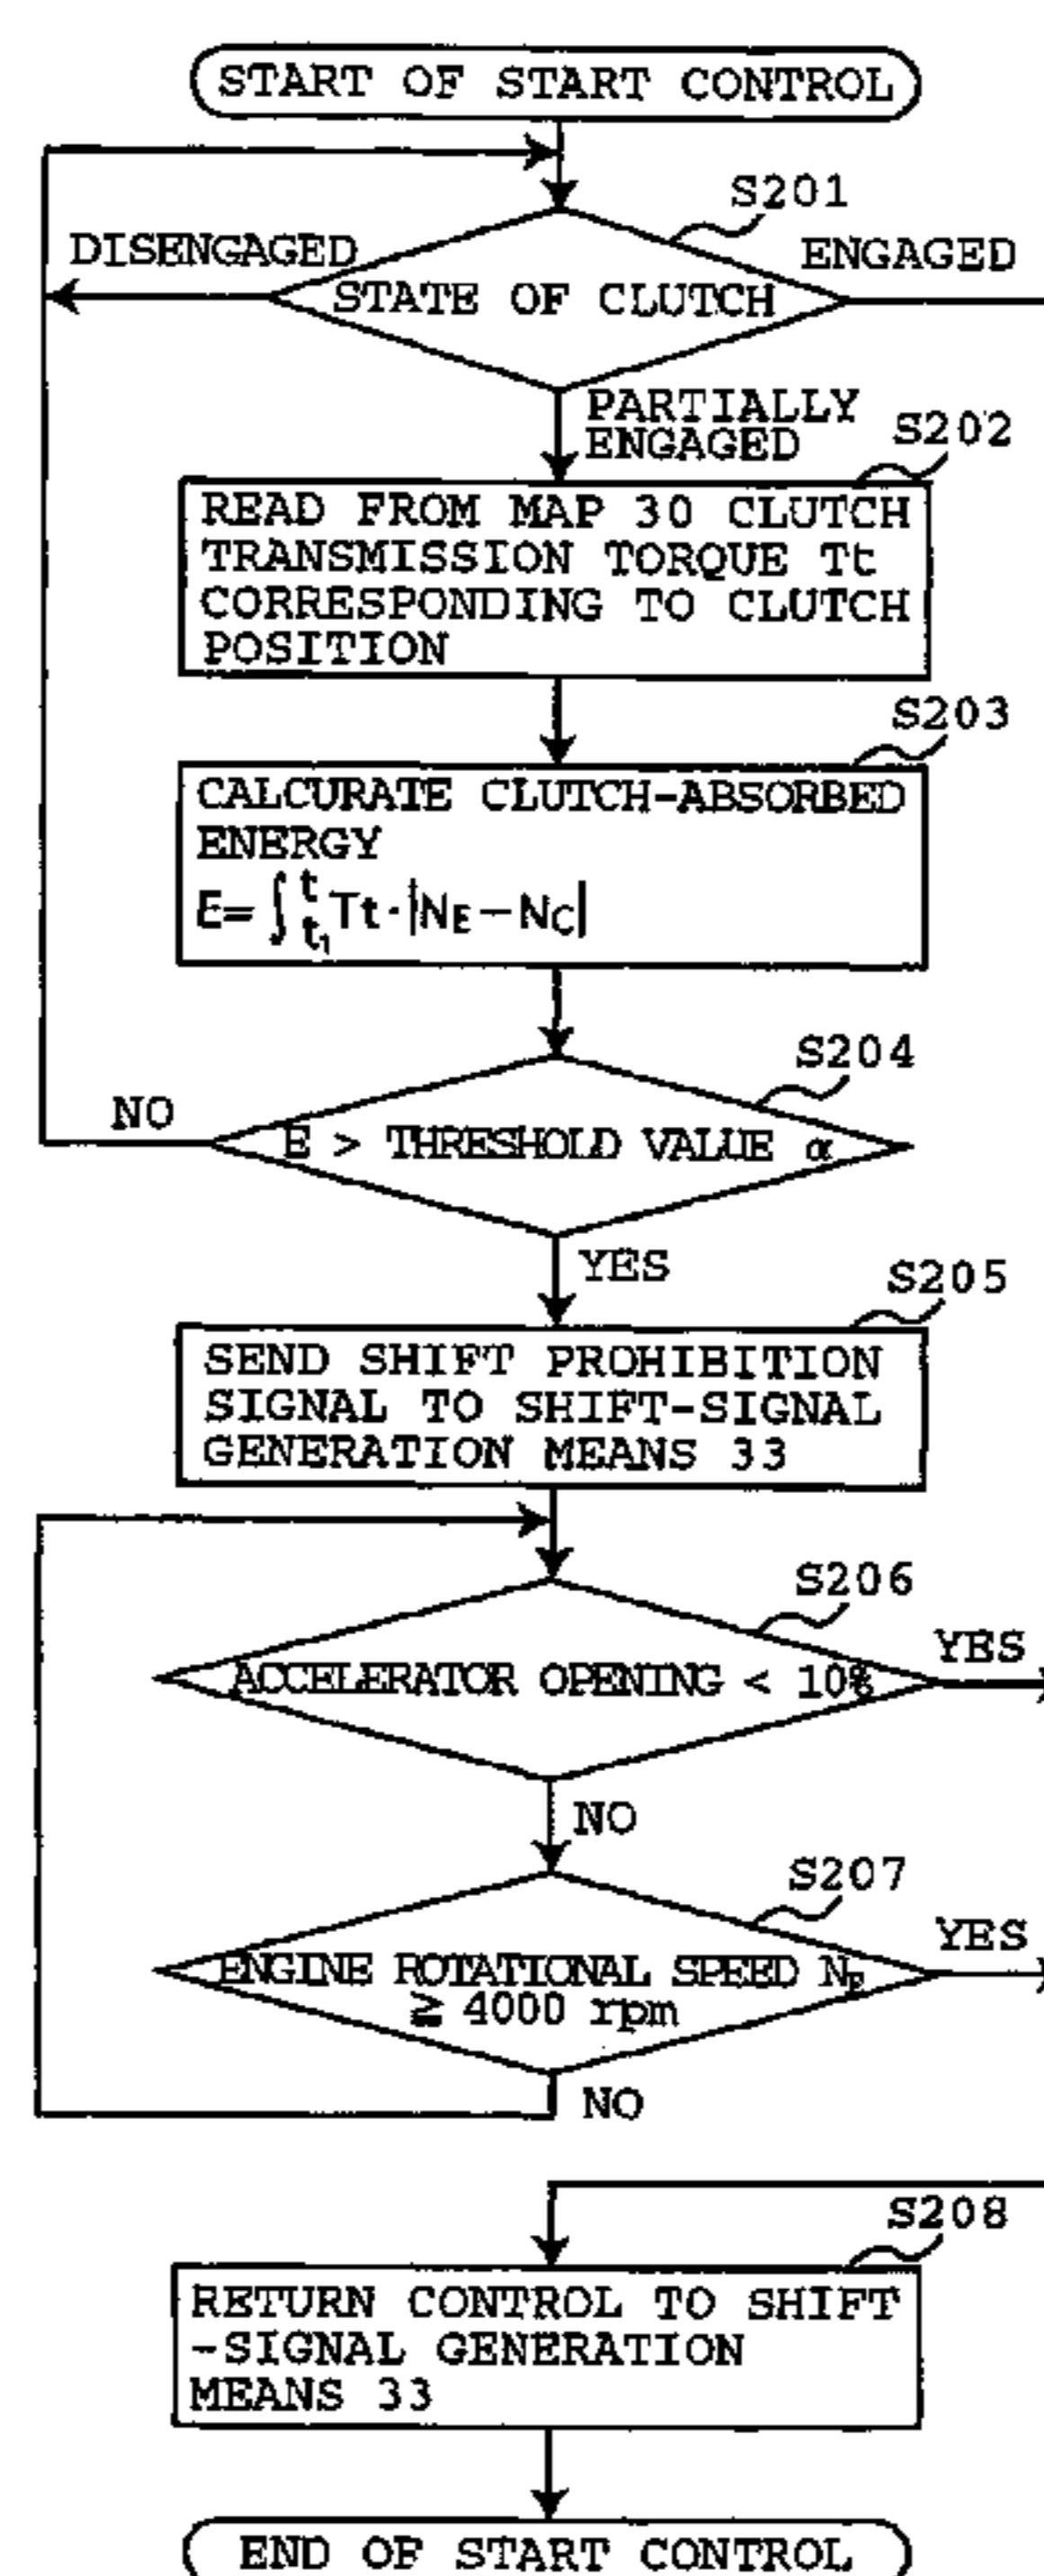 START OF START CONTROL
S201
DISENGAGED
ENGAGED
STATE OF CLUTCH
PARTIALLY
ENGAGED
S202
READ FROM MAP 30 CLUTCH
TRANSMISSION TORQUE Tt
CORRESPONDING TO CLUTCH
POSITION
S203
CALCURATE CLUTCH-ABSORBED
ENERGY
E=∫t₁t Tt·|NE−NC|
S204
NO
E > THRESHOLD VALUE α
YES
S205
SEND SHIFT PROHIBITION
SIGNAL TO SHIFT-SIGNAL
GENERATION MEANS 33
S206
YES
ACCELERATOR OPENING < 10%
NO
S207
YES
ENGINE ROTATIONAL SPEED NE
≧ 4000 rpm
NO
S208
RETURN CONTROL TO SHIFT
-SIGNAL GENERATION
MEANS 33
END OF START CONTROL